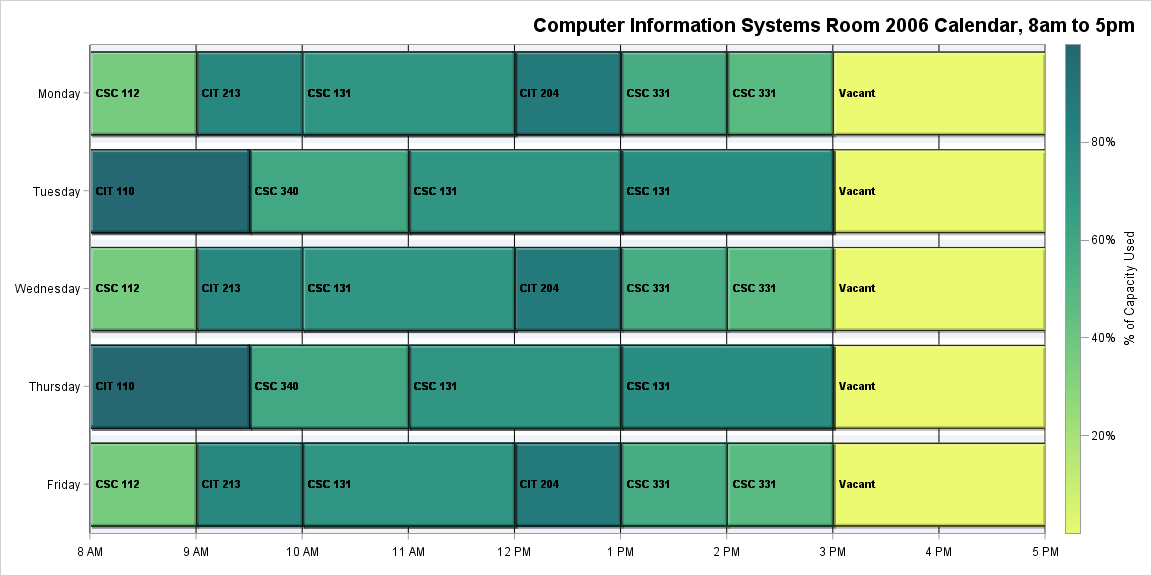 Computer Information Systems Room 2006 Calendar, 8am to 5pm
Monday CSC 112 CIT 213 CSC 131 CIT 204 CSC 331 CSC 331 Vacant
80%
Tuesday CIT 110 CSC 340 CSC 131 CSC 131 Vacant
60%
% of Capacity Used
Wednesday CSC 112 CIT 213 CSC 131 CIT 204 CSC 331 CSC 331 Vacant
40%
Thursday CIT 110 CSC 340 CSC 131 CSC 131 Vacant
20%
Friday CSC 112 CIT 213 CSC 131 CIT 204 CSC 331 CSC 331 Vacant
8 AM 9 AM 10 AM 11 AM 12 PM 1 PM 2 PM 3 PM 4 PM 5 PM